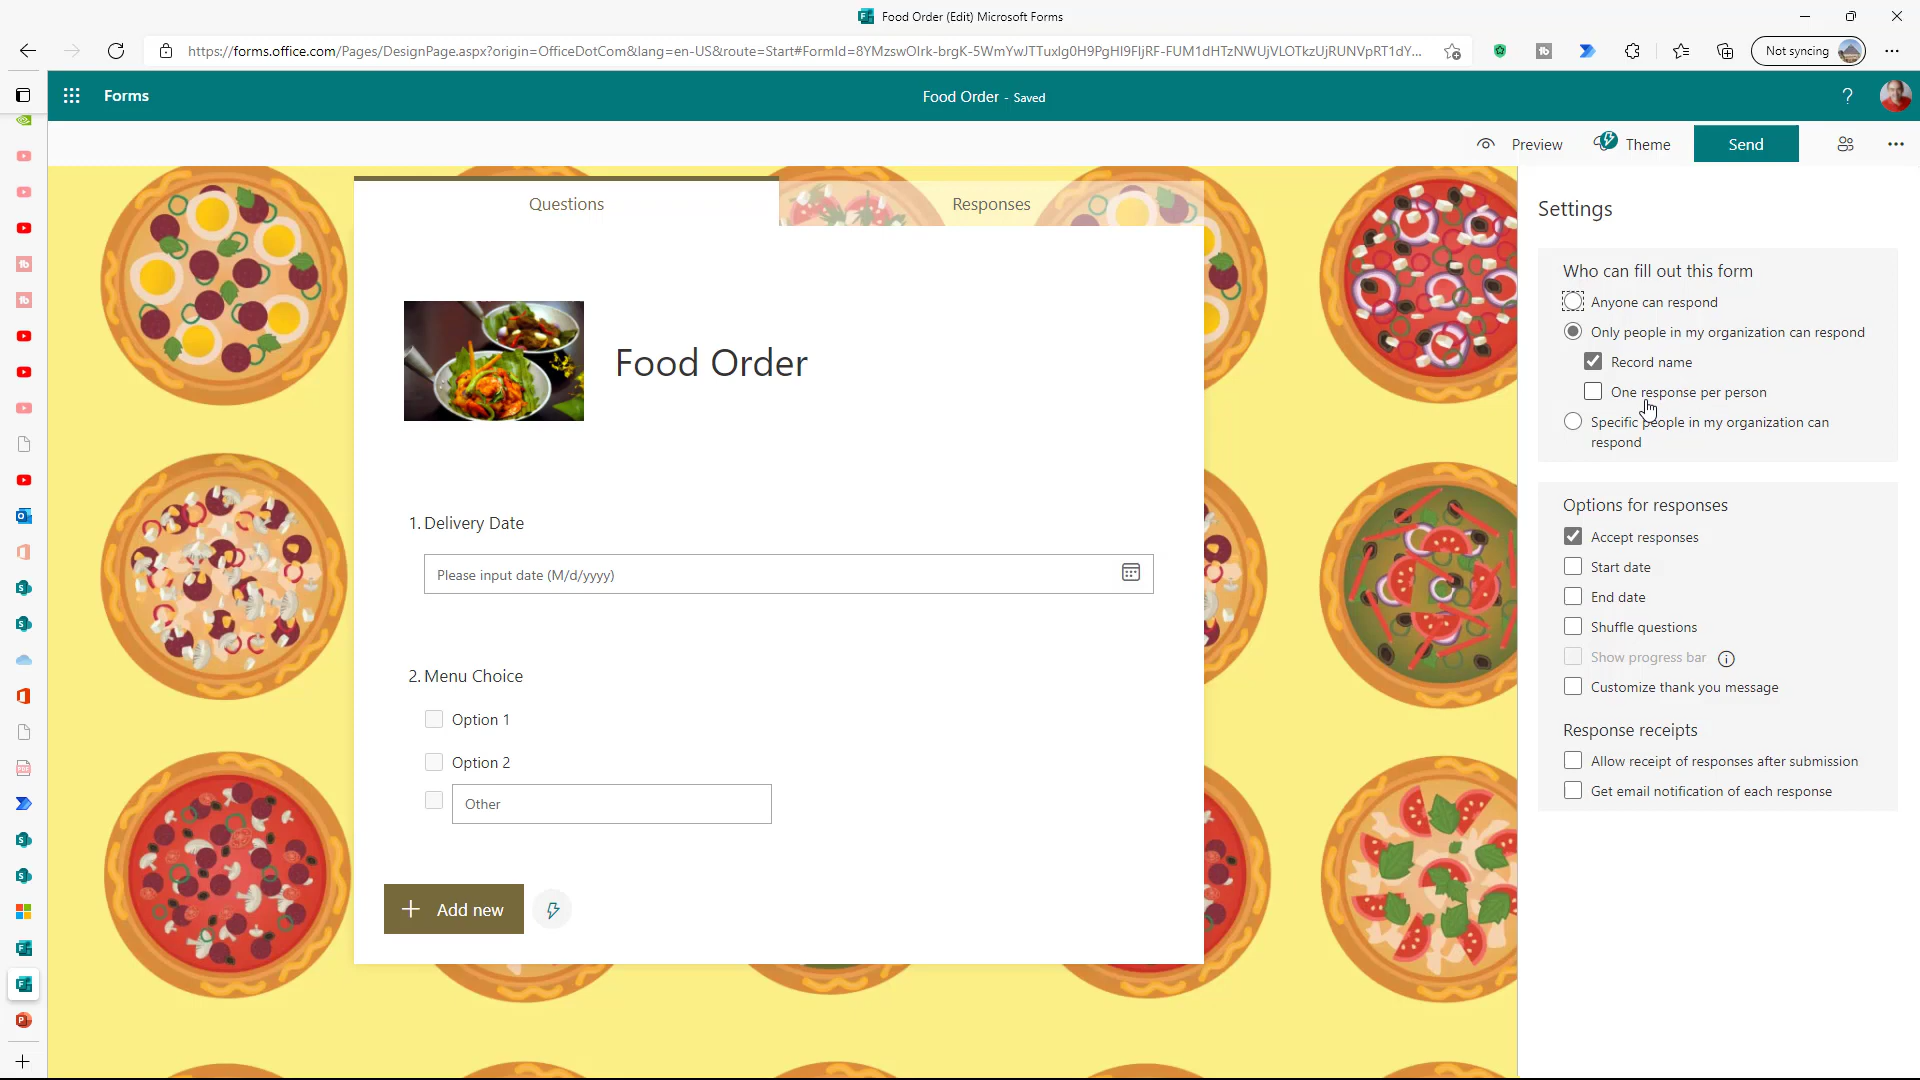 Food Order (Edit) Microsoft Forms
https://forms.office.com/Pages/DesignPage.aspx?origin=OfficeDotCom&lang=en-US&route=Start#FormId=8YMzswOIrk-brgK-5WmYwJTTuxlg0H9PgHI9FIjRF-FUM1dHTzNWUjVLOTkzUjRUNVpRT1dY...
Not syncing
Forms
Food Order - Saved
?
Preview
Theme
Send
Questions
Responses
Food Order
1. Delivery Date
Please input date (M/d/yyyy)
2. Menu Choice
Option 1
Option 2
Other
Add new
Settings
Who can fill out this form
Anyone can respond
Only people in my organization can respond
Record name
One response per person
Specific people in my organization can
respond
Options for responses
Accept responses
Start date
End date
Shuffle questions
Show progress bar
Customize thank you message
Response receipts
Allow receipt of responses after submission
Get email notification of each response